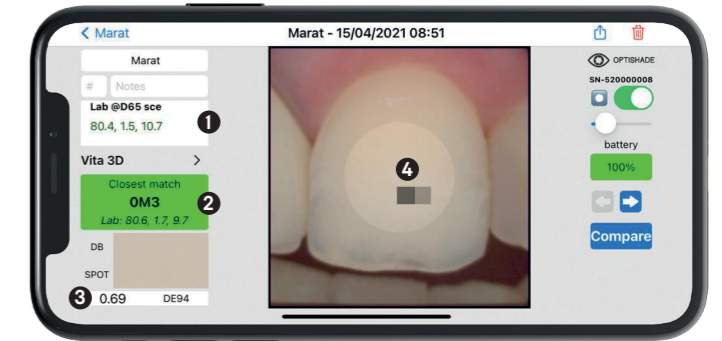 Marat
Marat - 15/04/2021 08:51
Marat
# Notes
Lab @D65 sce
80.4, 1.5, 10.7
1
Vita 3D
Closest match
0M3
Lab: 80.6, 1.7, 9.7
2
DB
SPOT
3
0.69 DE94
4
OPTISHADE
SN-520000008
battery
100%
Compare